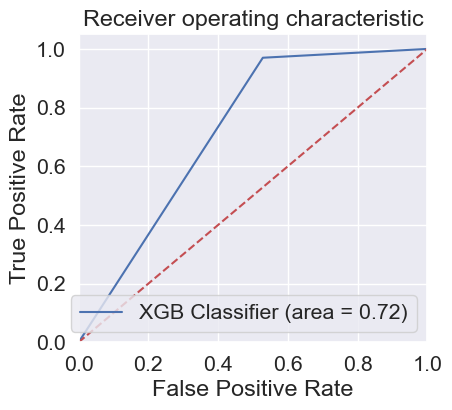 Receiver operating characteristic
True Positive Rate
1.0
0.8
0.6
0.4
0.2
0.0
XGB Classifier (area = 0.72)
0.0 0.2 0.4 0.6 0.8 1.0
False Positive Rate